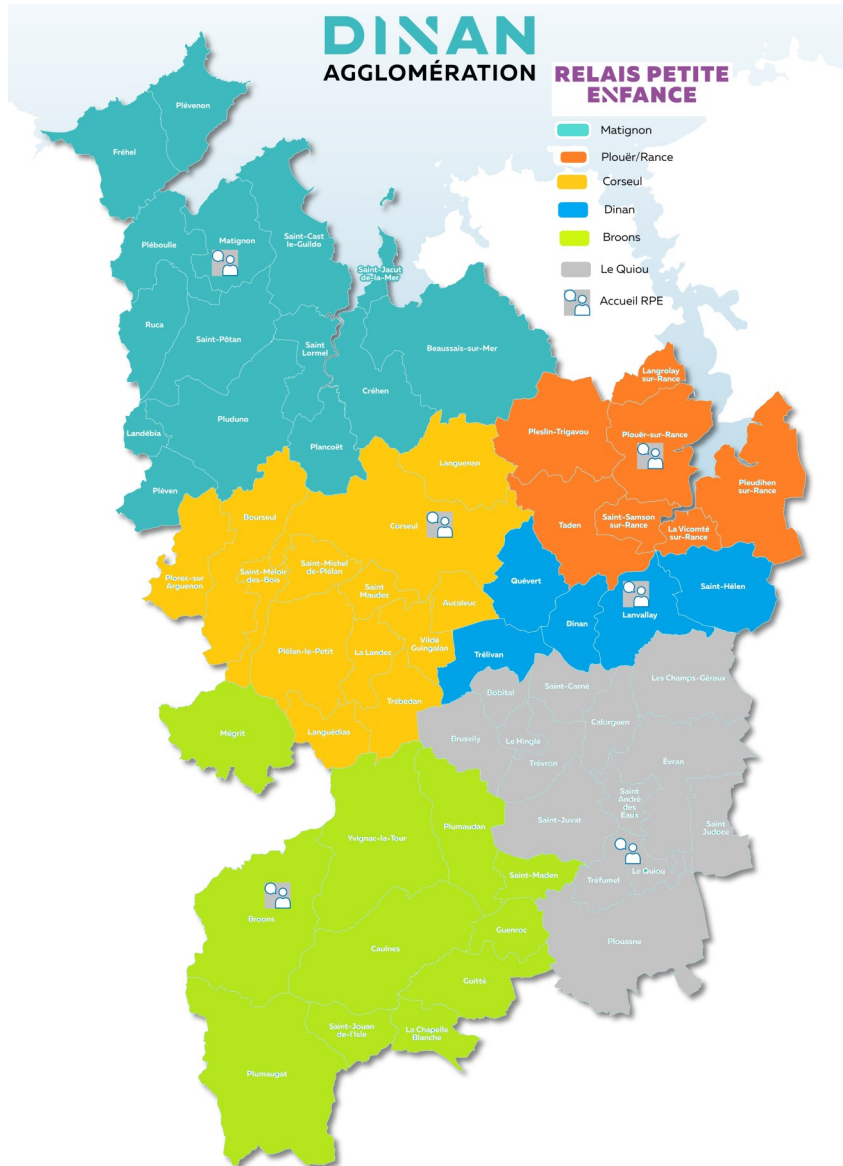 DINAN
AGGLOMÉRATION
RELAIS PETITE
ENFANCE
Matignon
Plouër/Rance
Corseul
Dinan
Broons
Le Quiou
Accueil RPE
Plévenon
Fréhel
Pléboulle
Matignon
Saint-Cast
le-Guildo
Saint-Jacut
de-la-Mer
Ruca
Saint-Pôtan
Saint
Lormel
Beaussais-sur-Mer
Créhen
Landébia
Pluduno
Plancoët
Pléven
Langrolay
sur-Rance
Pleslin-Trigavou
Plouër-sur-Rance
Pleudihen
sur-Rance
Taden
Saint-Samson
sur-Rance
La Vicomté
sur-Rance
Languenan
Bourseul
Corseul
Plorec-sur
Arguenon
Saint-Méloir
des-Bois
Saint-Michel
de-Plélan
Saint
Maudez
Aucaleuc
Plélan-le-Petit
La Landec
Vildé
Guingalan
Trébédan
Languédias
Quévert
Dinan
Lanvallay
Saint-Hélen
Trélivan
Bobital
Saint-Carné
Les Champs-Géraux
Calorguen
Brusvily
Le Hinglé
Trévron
Évran
Saint
André
des
Eaux
Saint-Juvat
Saint
Judoce
Tréfumel
Le Quiou
Plouasne
Mégrit
Yvignac-la-Tour
Plumaudan
Saint-Maden
Broons
Guenroc
Caulnes
Guitté
Saint-Jouan
de-l'Isle
La Chapelle
Blanche
Plumaugat